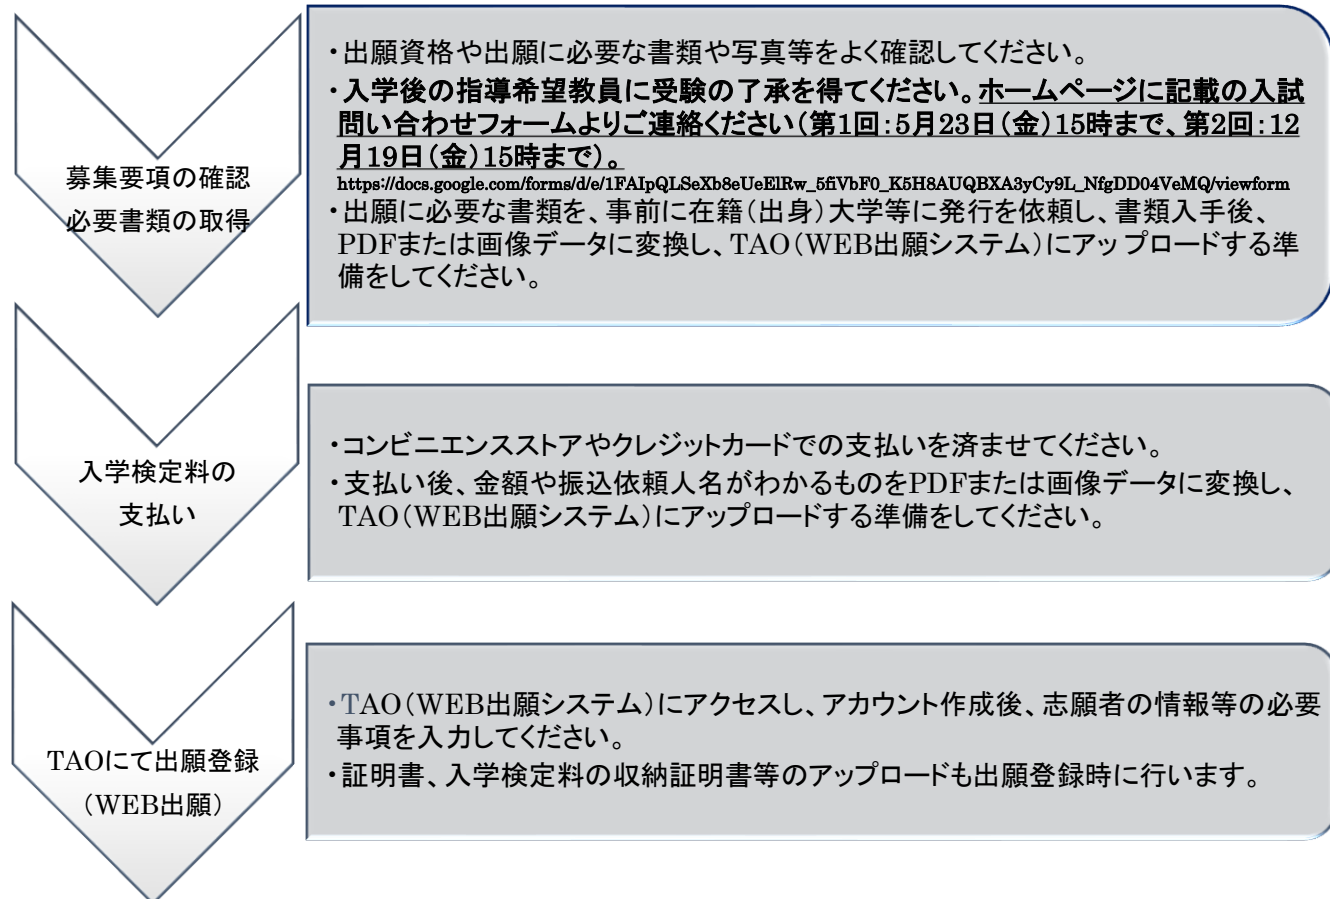 募集要項の確認
必要書類の取得
・出願資格や出願に必要な書類や写真等をよく確認してください。
・入学後の指導希望教員に受験の了承を得てください。ホームページに記載の入試
問い合わせフォームよりご連絡ください（第1回：5月23日（金）15時まで、第2回：12
月19日（金）15時まで）。
https://docs.google.com/forms/d/e/1FAIpQLSeXb8eUeElRw_5fiVbF0_K5H8AUQBXA3yCy9L_NfgDD04VeMQ/viewform
・出願に必要な書類を、事前に在籍（出身）大学等に発行を依頼し、書類入手後、
PDFまたは画像データに変換し、TAO（WEB出願システム）にアップロードする準
備をしてください。
入学検定料の
支払い
・コンビニエンスストアやクレジットカードでの支払いを済ませてください。
・支払い後、金額や振込依頼人名がわかるものをPDFまたは画像データに変換し、
TAO（WEB出願システム）にアップロードする準備をしてください。
TAOにて出願登録
（WEB出願）
・TAO（WEB出願システム）にアクセスし、アカウント作成後、志願者の情報等の必要
事項を入力してください。
・証明書、入学検定料の収納証明書等のアップロードも出願登録時に行います。